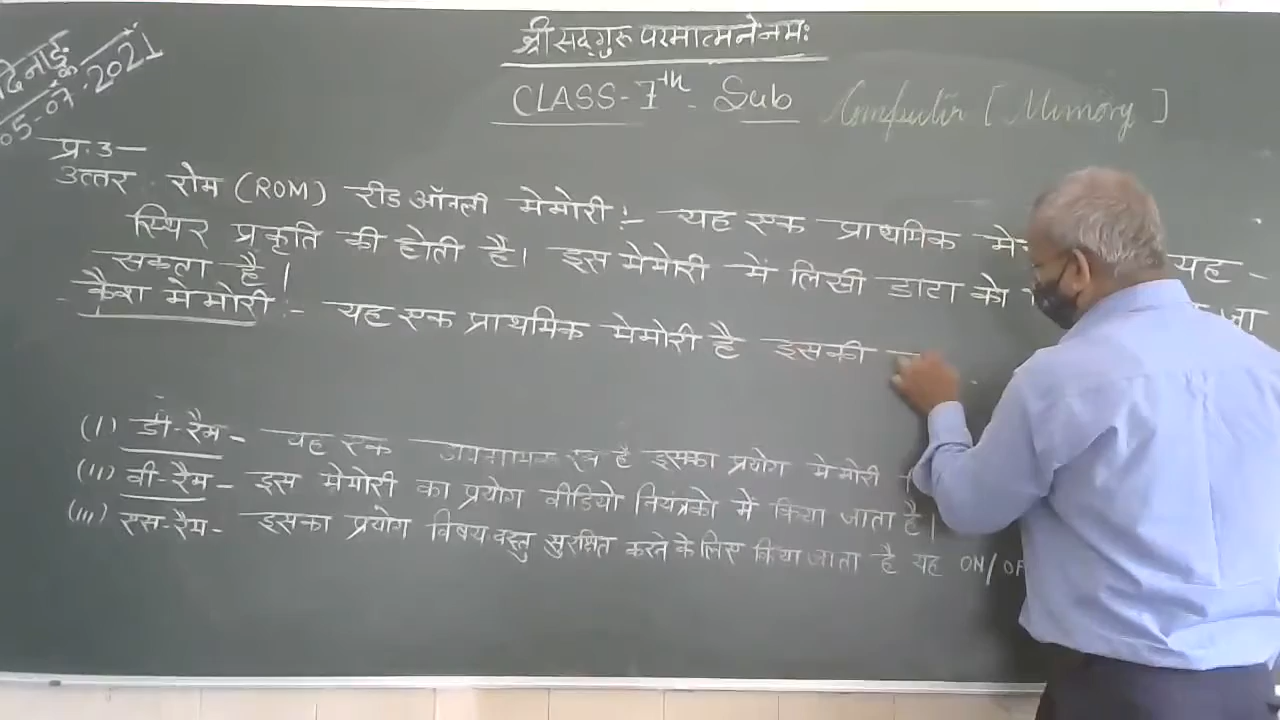 श्री सद्गुरु परमात्मने नमः
दिनाङ्कः
05-07-2021
CLASS-7th - Sub Computer [Memory]
प्र. 3-
उत्तर रोम (ROM) रीड ऑनली मेमोरी :- यह एक प्राथमिक यह -
स्थिर प्रकृति की होती है। इस मेमोरी में लिखी डाटा को जा
सकता है।
कैश मेमोरी :- यह एक प्राथमिक मेमोरी है इसकी
(i) डी-रैम - यह एक है इसका प्रयोग मेमोरी
(ii) वी-रैम - इस मेमोरी का प्रयोग वीडियो नियंत्रको में किया जाता है।
(iii) एस-रैम - इसका प्रयोग विषय वस्तु सुरक्षित करने के लिए किया जाता है यह ON/OF